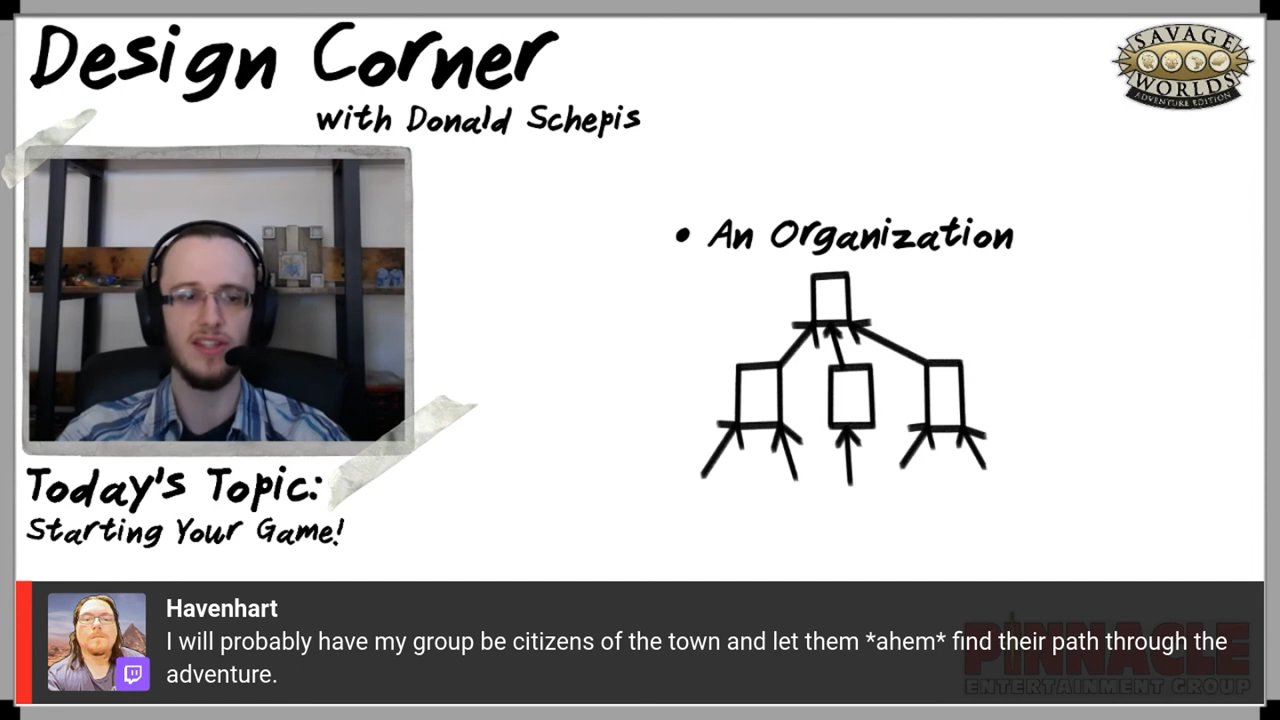 Design Corner
with Donald Schepis
SAVAGE
WORLDS
ADVENTURE EDITION
• An Organization
Today's Topic:
Starting Your Game!
Havenhart
I will probably have my group be citizens of the town and let them *ahem* find their path through the
adventure.
PINNACLE
ENTERTAINMENT GROUP